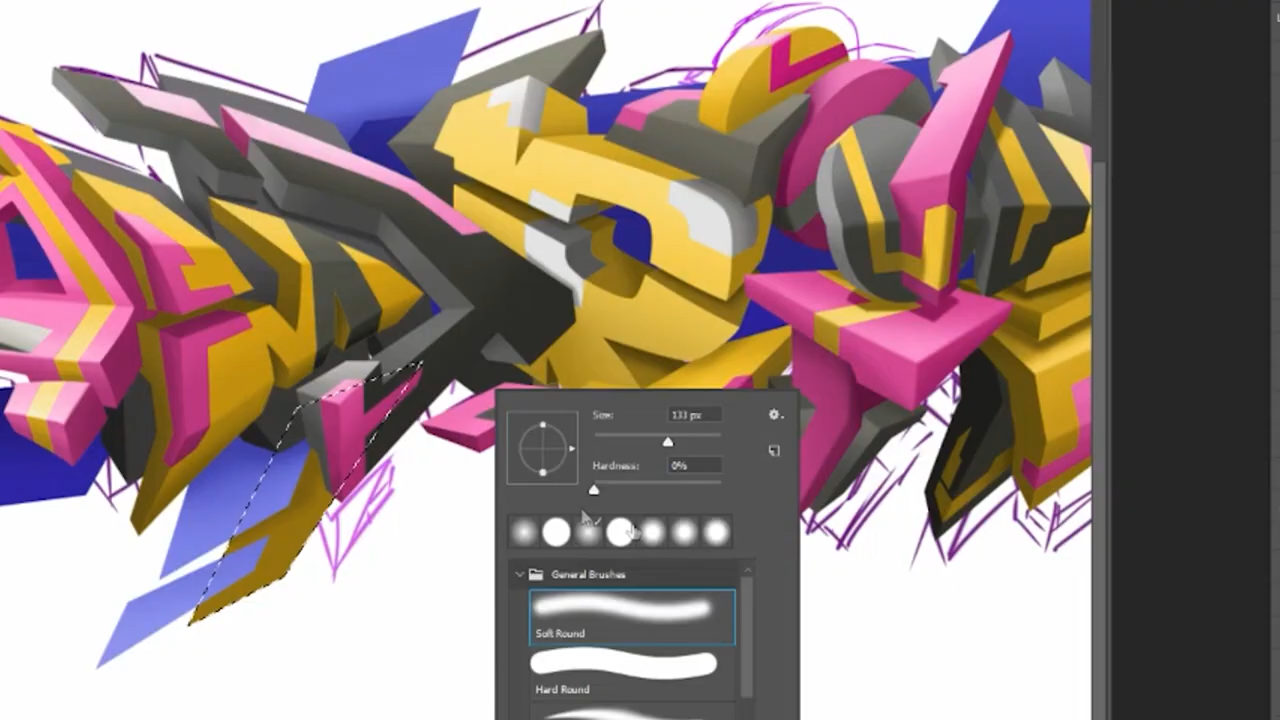 Size: 133 px
Hardness: 0%
General Brushes
Soft Round
Hard Round